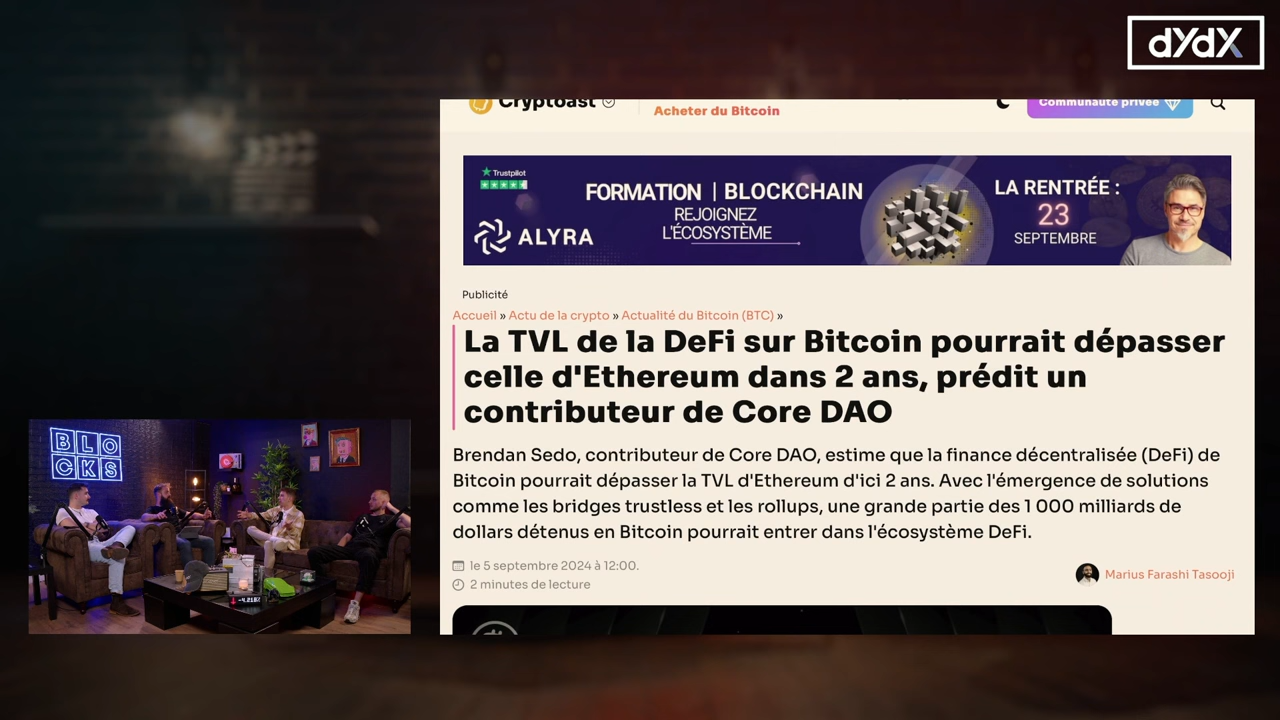 dYdX
Cryptoast
Acheter du Bitcoin
Communauté privée
Trustpilot
FORMATION | BLOCKCHAIN
REJOIGNEZ
L'ÉCOSYSTÈME
ALYRA
LA RENTRÉE :
23
SEPTEMBRE
Publicité
Accueil » Actu de la crypto » Actualité du Bitcoin (BTC) »
La TVL de la DeFi sur Bitcoin pourrait dépasser
celle d'Ethereum dans 2 ans, prédit un
contributeur de Core DAO
Brendan Sedo, contributeur de Core DAO, estime que la finance décentralisée (DeFi) de
Bitcoin pourrait dépasser la TVL d'Ethereum d'ici 2 ans. Avec l'émergence de solutions
comme les bridges trustless et les rollups, une grande partie des 1 000 milliards de
dollars détenus en Bitcoin pourrait entrer dans l'écosystème DeFi.
le 5 septembre 2024 à 12:00.
2 minutes de lecture
Marius Farashi Tasooji
BLO
CKS